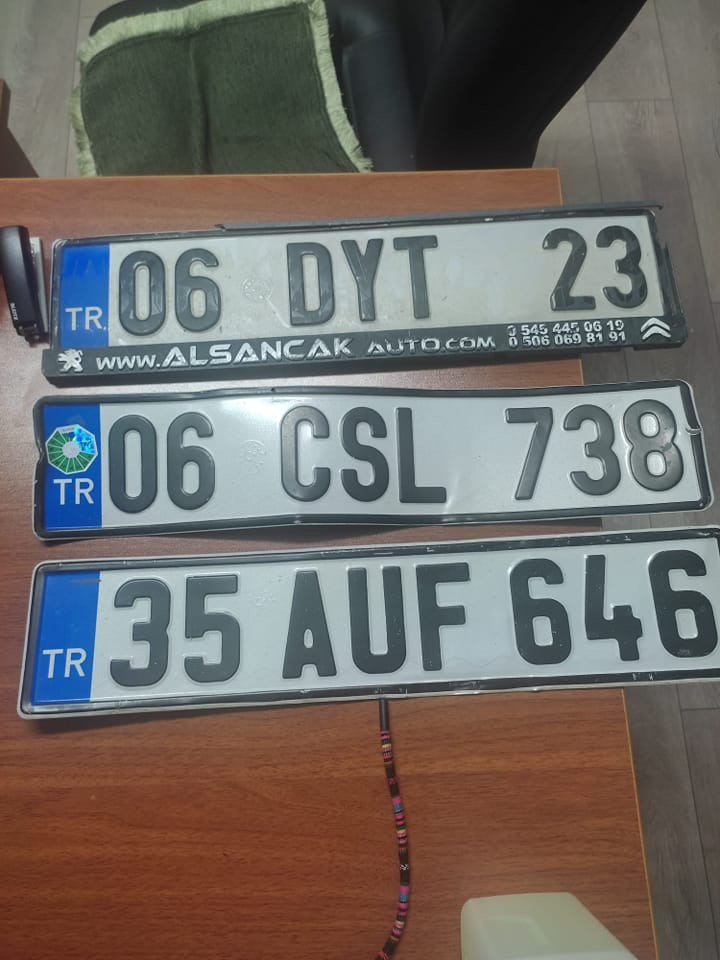 TR 06 DYT 23
www.ALSANCAK AUTO.COM 0 545 445 06 19
0 506 069 81 91
TR 06 CSL 738
TR 35 AUF 646